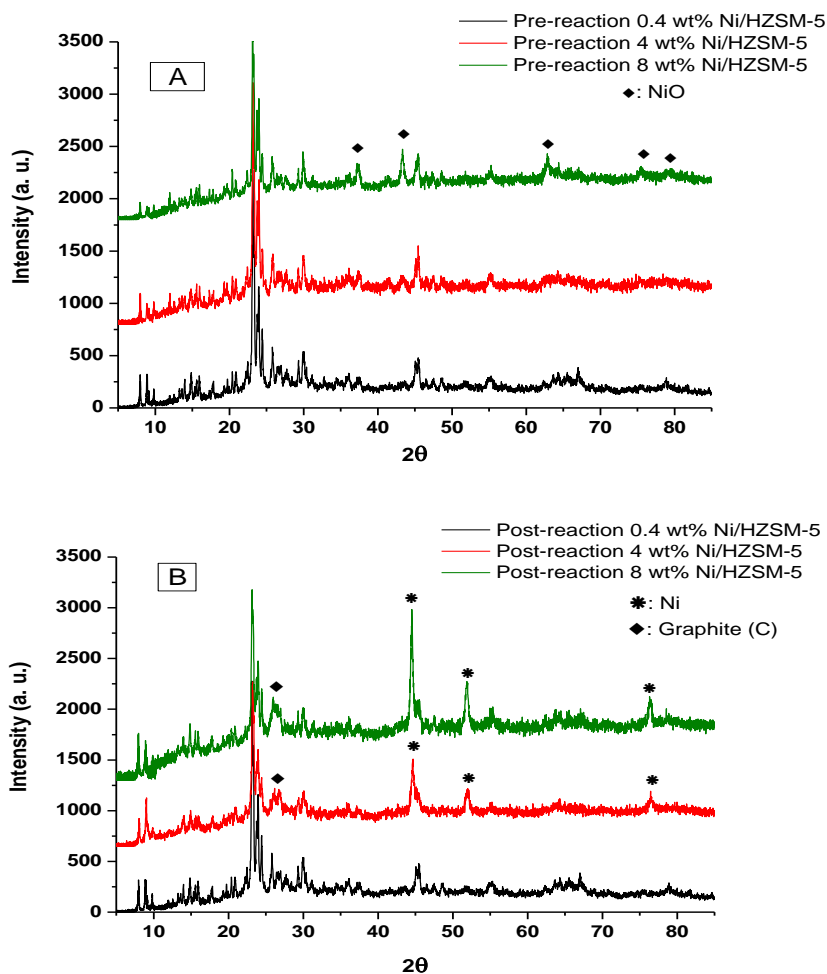 Pre-reaction 0.4 wt% Ni/HZSM-5
Pre-reaction 4 wt% Ni/HZSM-5
Pre-reaction 8 wt% Ni/HZSM-5
A
◆: NiO
3500
3000
2500
2000
1500
1000
500
0
Intensity (a. u.)
10 20 30 40 50 60 70 80
2θ
Post-reaction 0.4 wt% Ni/HZSM-5
Post-reaction 4 wt% Ni/HZSM-5
Post-reaction 8 wt% Ni/HZSM-5
B
✱: Ni
◆: Graphite (C)
3500
3000
2500
2000
1500
1000
500
0
Intensity (a. u.)
10 20 30 40 50 60 70 80
2θ